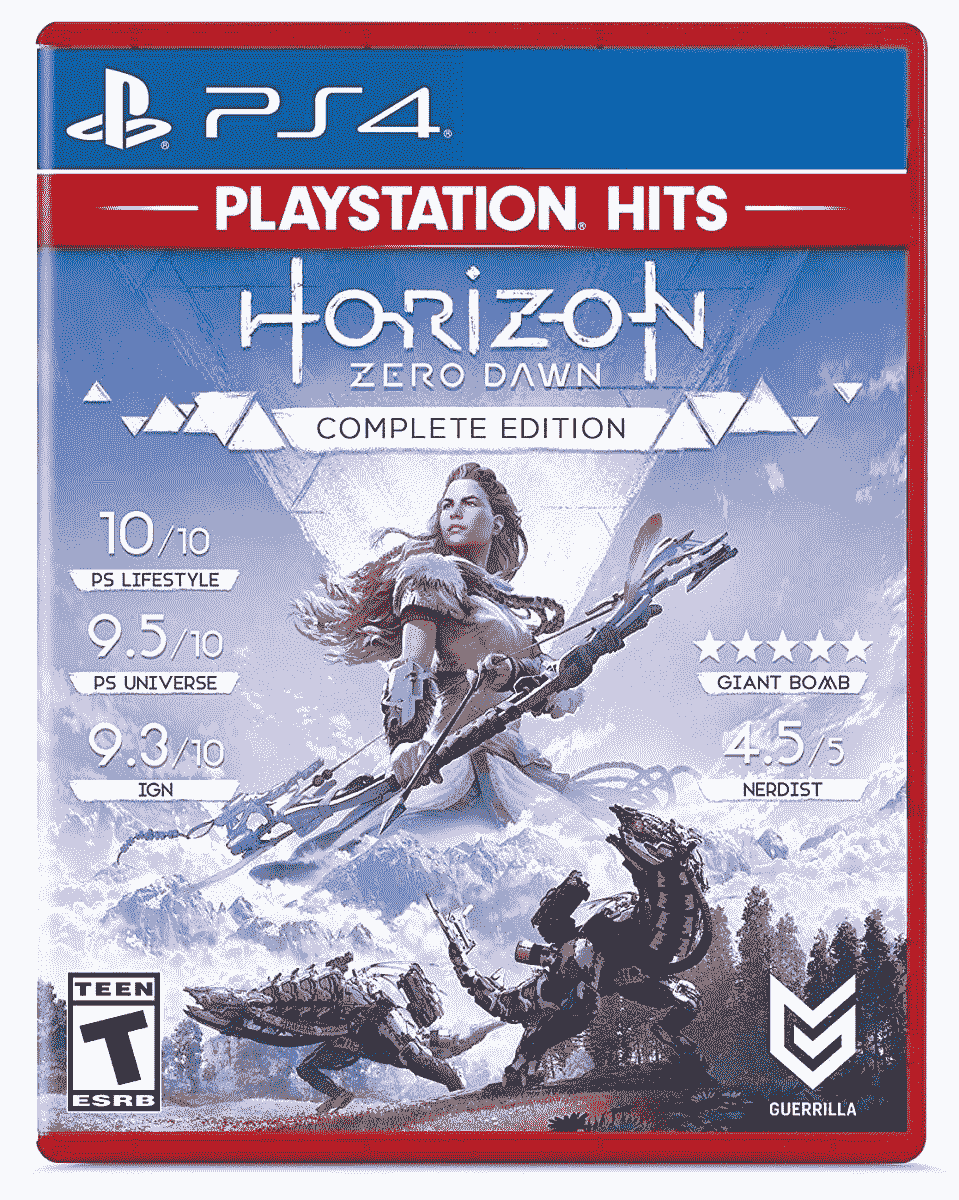 PS4
PLAYSTATION HITS
HORIZON
ZERO DAWN
COMPLETE EDITION
10/10
PS LIFESTYLE
9.5/10
PS UNIVERSE
9.3/10
IGN
★★★★★
GIANT BOMB
4.5/5
NERDIST
TEEN
T
ESRB
GUERRILLA